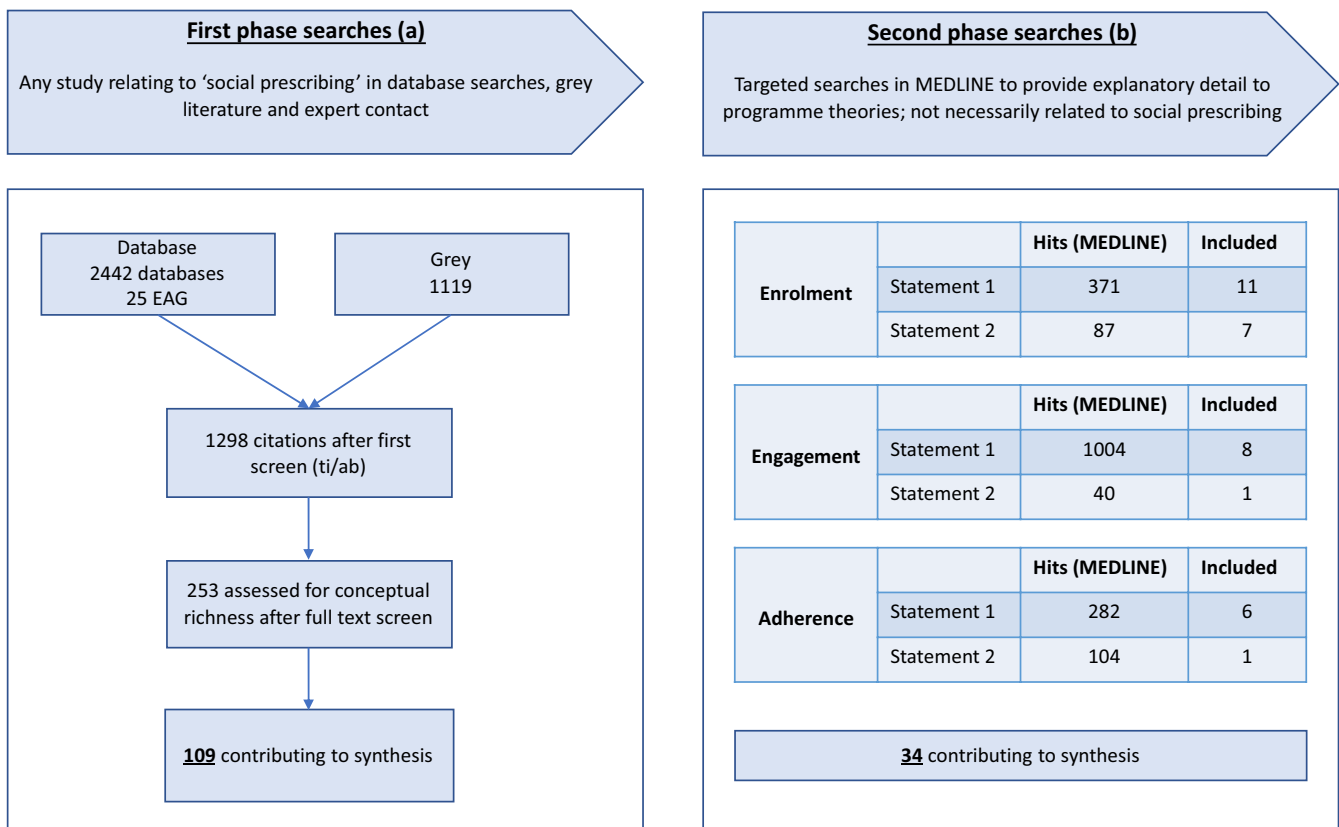 First phase searches (a)
Any study relating to ‘social prescribing’ in database searches, grey
literature and expert contact
Database
2442 databases
25 EAG
Grey
1119
1298 citations after first
screen (ti/ab)
253 assessed for conceptual
richness after full text screen
109 contributing to synthesis
Second phase searches (b)
Targeted searches in MEDLINE to provide explanatory detail to
programme theories; not necessarily related to social prescribing
Hits (MEDLINE) Included
Enrolment
Statement 1 371 11
Statement 2 87 7
Hits (MEDLINE) Included
Engagement
Statement 1 1004 8
Statement 2 40 1
Hits (MEDLINE) Included
Adherence
Statement 1 282 6
Statement 2 104 1
34 contributing to synthesis